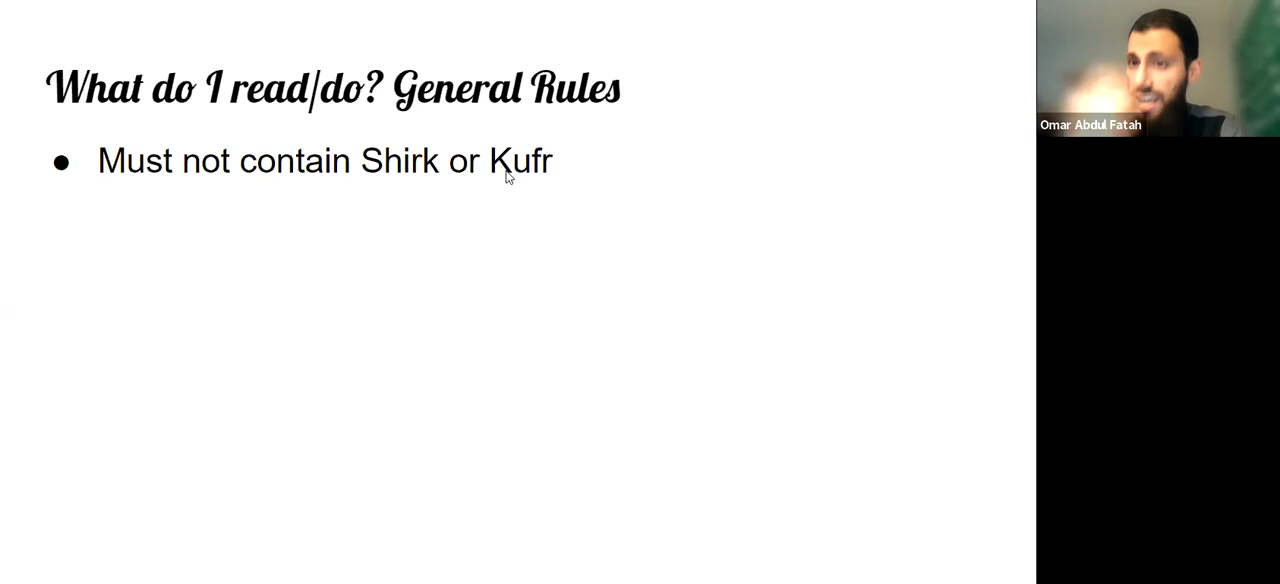 What do I read/do? General Rules
● Must not contain Shirk or Kufr
Omar Abdul Fatah